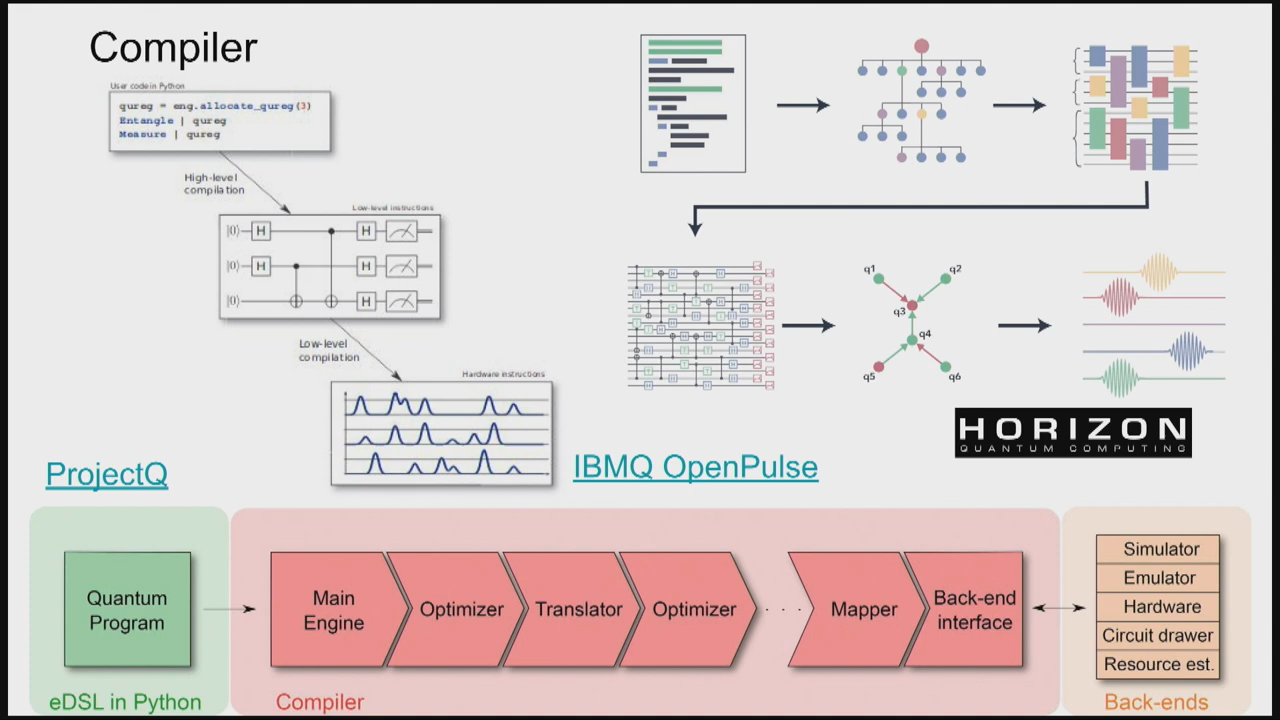 Compiler
User code in Python
qureg = eng.allocate_qureg(3)
Entangle | qureg
Measure | qureg
High-level
compilation
Low-level instructions
|0⟩ H H
|0⟩ H H
|0⟩ H
Low-level
compilation
Hardware instructions
ProjectQ
IBMQ OpenPulse
q1
q2
q3
q4
q5
q6
HORIZON
QUANTUM COMPUTING
Quantum
Program
Main
Engine
Optimizer
Translator
Optimizer
. . .
Mapper
Back-end
interface
Simulator
Emulator
Hardware
Circuit drawer
Resource est.
eDSL in Python
Compiler
Back-ends